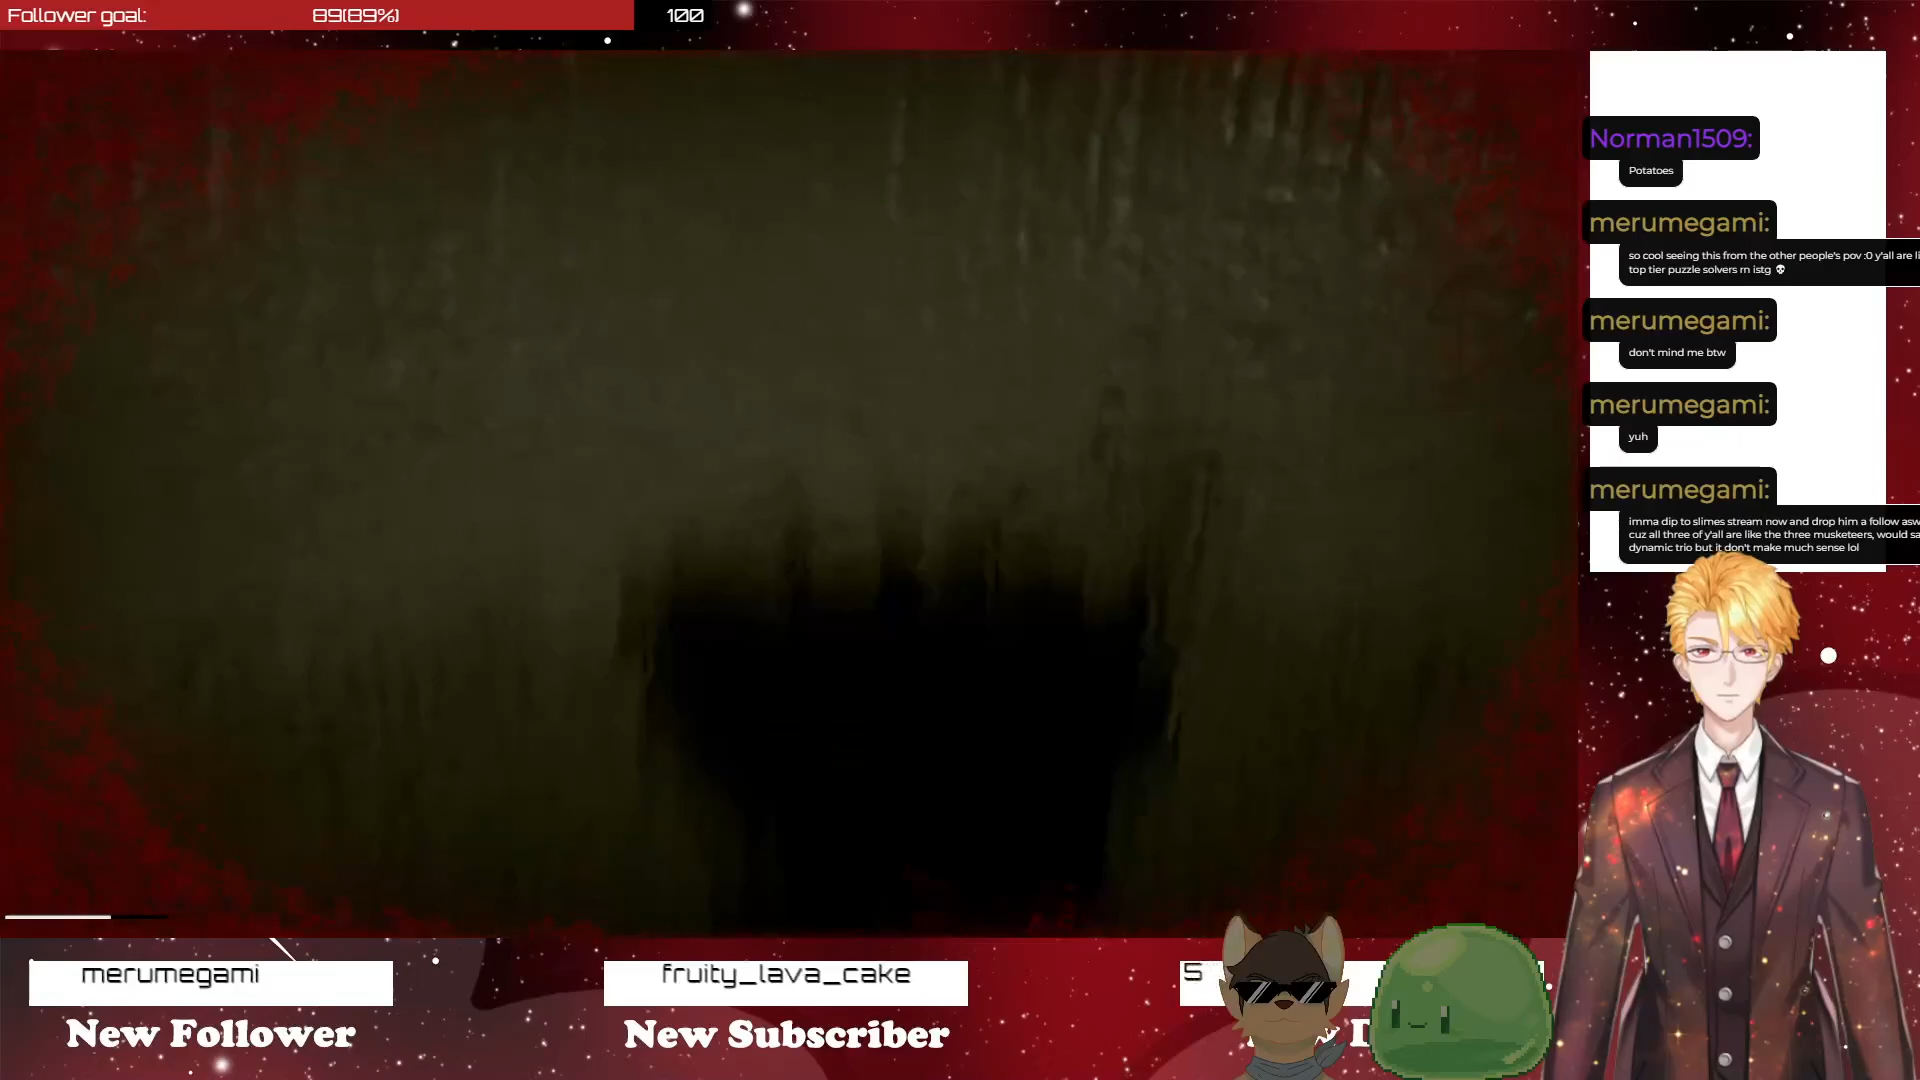 Follower goal: 89(89%) 100
Norman1509:
Potatoes
merumegami:
so cool seeing this from the other people's pov :0 y'all are
top tier puzzle solvers rn istg 💀
merumegami:
don't mind me btw
merumegami:
yuh
merumegami:
imma dip to slimes stream now and drop him a follow
cuz all three of y'all are like the three musketeers, would
dynamic trio but it don't make much sense lol
merumegami
New Follower
fruity_lava_cake
New Subscriber
S